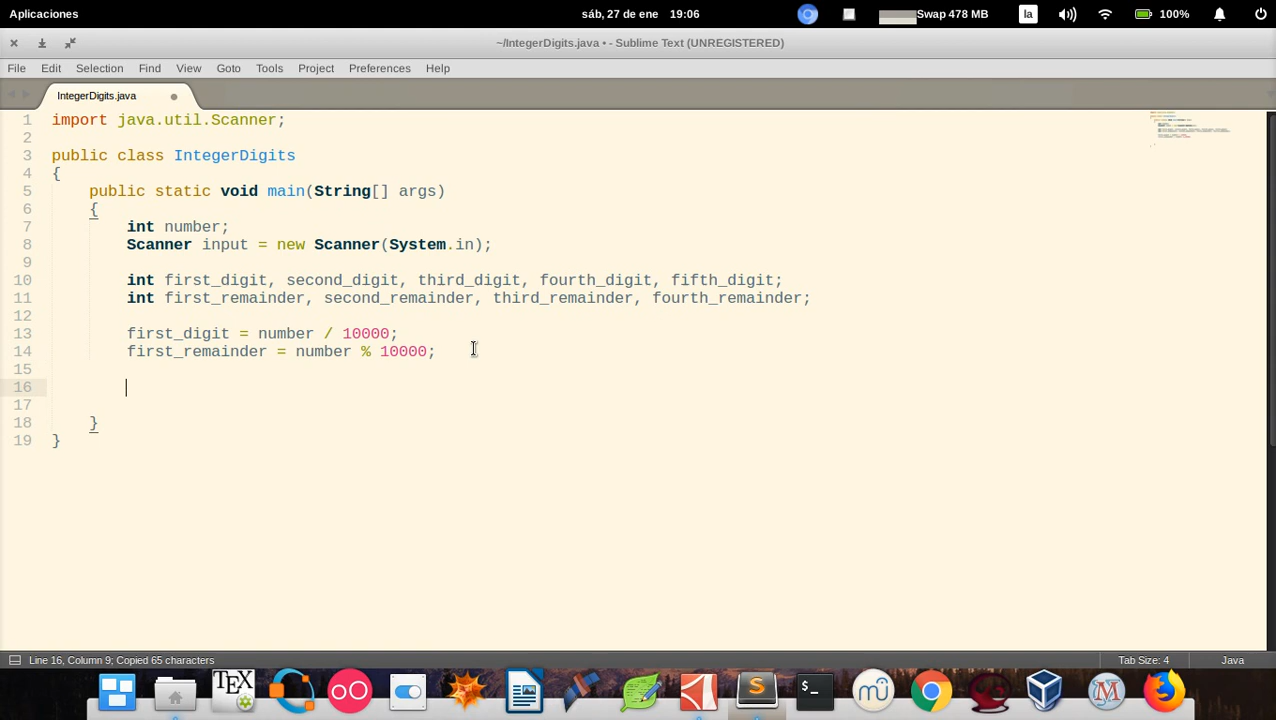 Aplicaciones sáb, 27 de ene 19:06 Swap 478 MB la 100%
~/IntegerDigits.java • - Sublime Text (UNREGISTERED)
File Edit Selection Find View Goto Tools Project Preferences Help
IntegerDigits.java
1 import java.util.Scanner;
2
3 public class IntegerDigits
4 {
5 public static void main(String[] args)
6 {
7 int number;
8 Scanner input = new Scanner(System.in);
9
10 int first_digit, second_digit, third_digit, fourth_digit, fifth_digit;
11 int first_remainder, second_remainder, third_remainder, fourth_remainder;
12
13 first_digit = number / 10000;
14 first_remainder = number % 10000;
15
16
17
18 }
19 }
Line 16, Column 9; Copied 65 characters Tab Size: 4 Java
TEX S >_ mu M